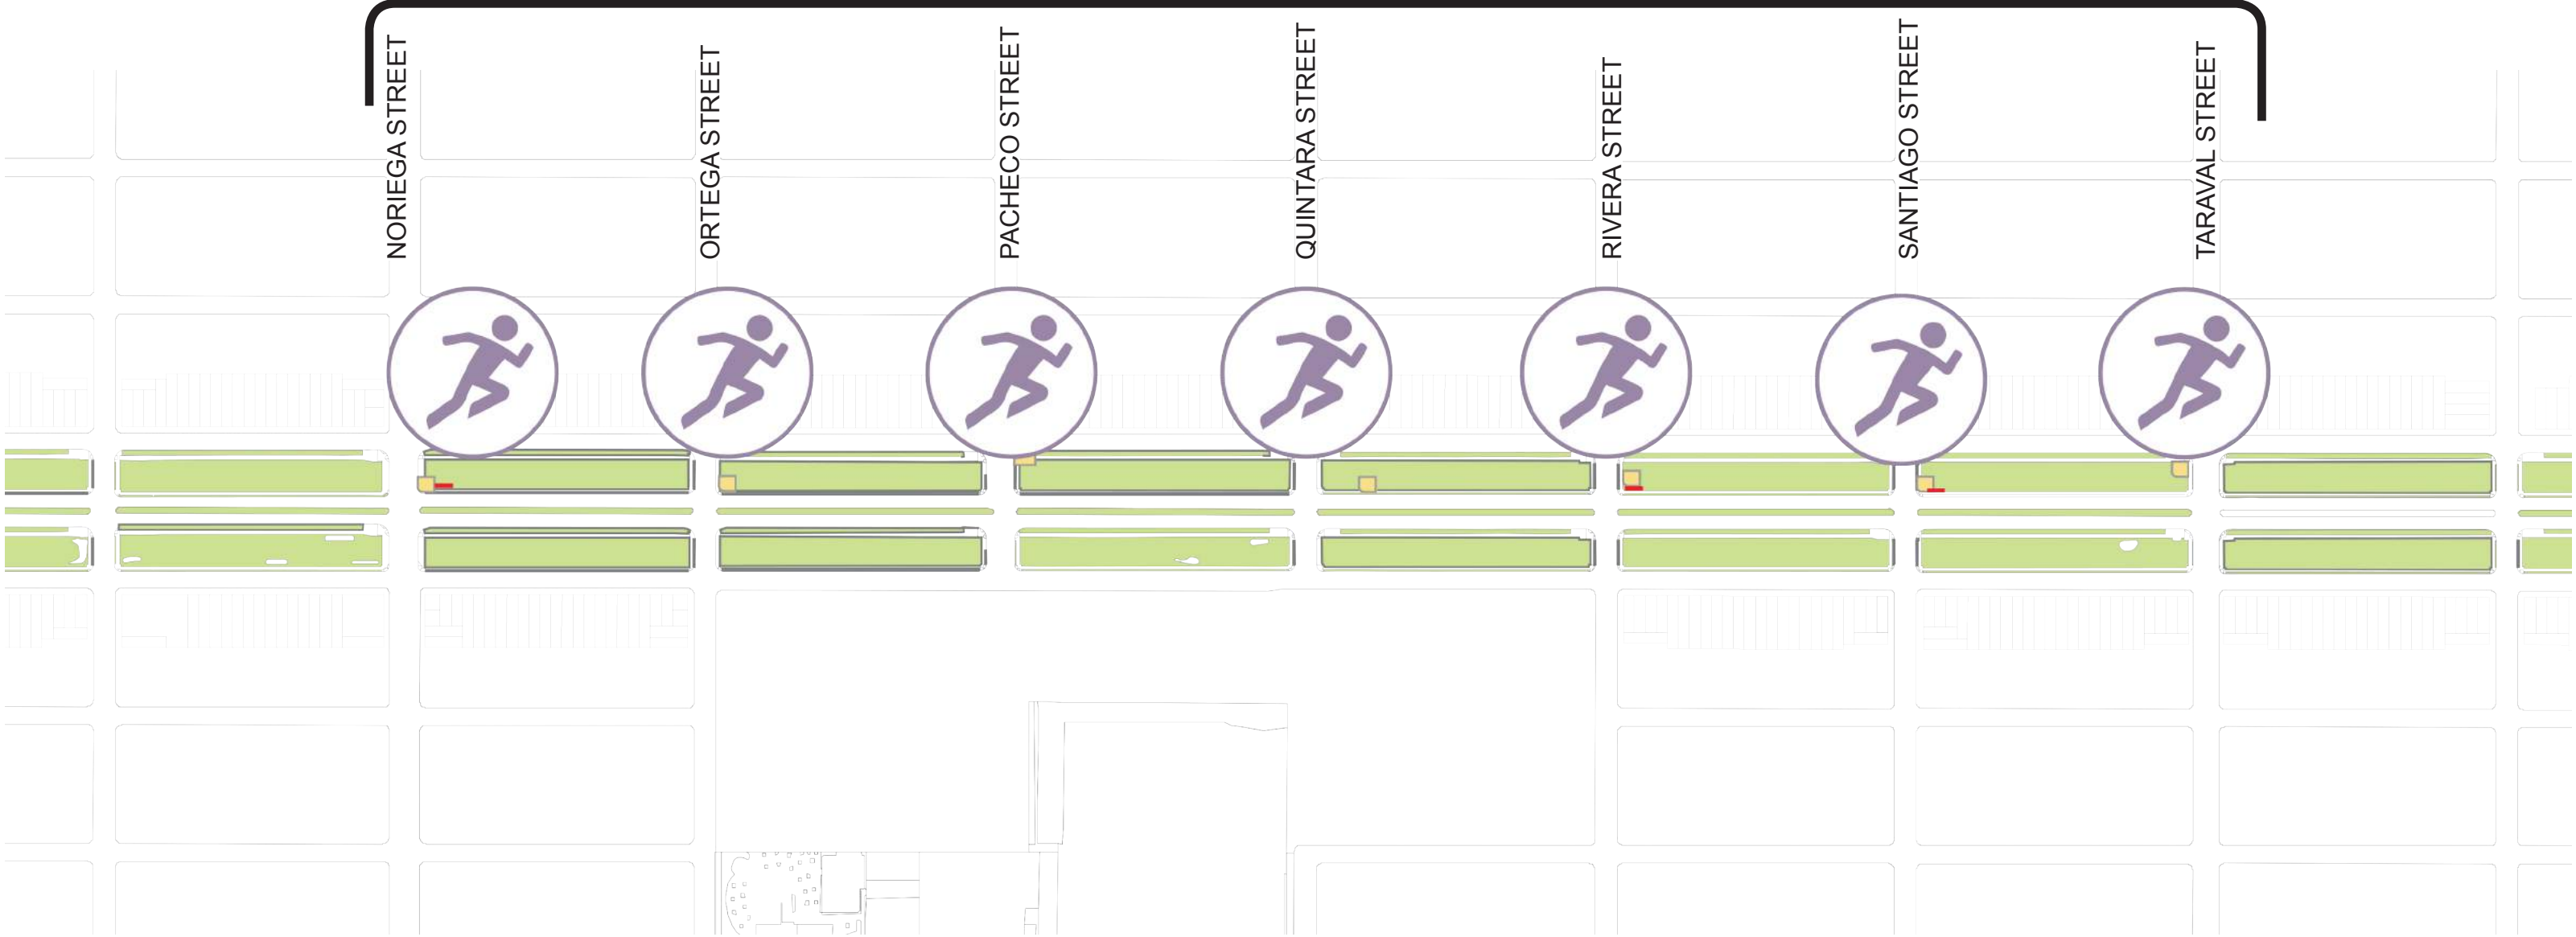 NORIEGA STREET
ORTEGA STREET
PACHECO STREET
QUINTARA STREET
RIVERA STREET
SANTIAGO STREET
TARAVAL STREET